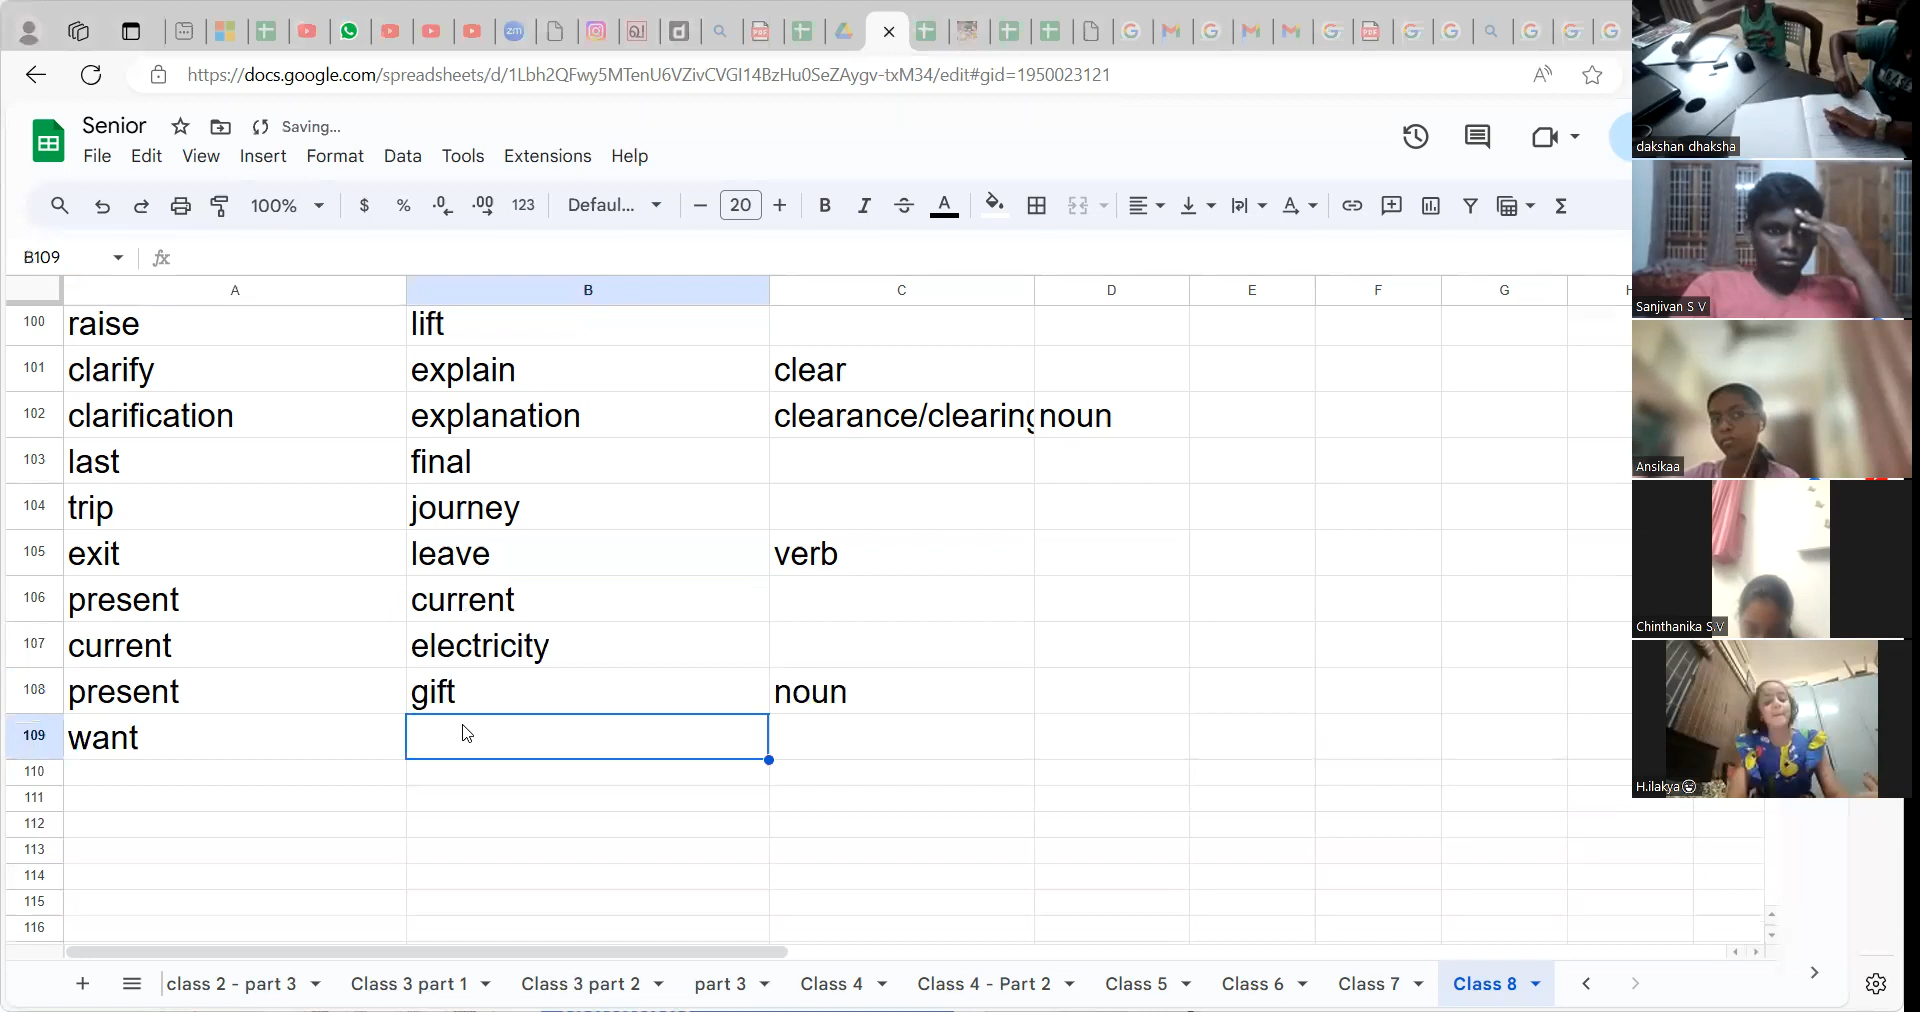 https://docs.google.com/spreadsheets/d/1Lbh2QFwy5MTenU6VZivCVGI14BzHu0SeZAygv-txM34/edit#gid=1950023121
Senior Saving...
File Edit View Insert Format Data Tools Extensions Help
100% $ % .0 .00 123 Defaul... 20
B109
A B C D E F G H
100 raise lift
101 clarify explain clear
102 clarification explanation clearance/clearing noun
103 last final
104 trip journey
105 exit leave verb
106 present current
107 current electricity
108 present gift noun
109 want
110
111
112
113
114
115
116
class 2 - part 3 Class 3 part 1 Class 3 part 2 part 3 Class 4 Class 4 - Part 2 Class 5 Class 6 Class 7 Class 8
dakshan dhaksha
Sanjivan S V
Ansikaa
Chinthanika S.V
H.ilakya